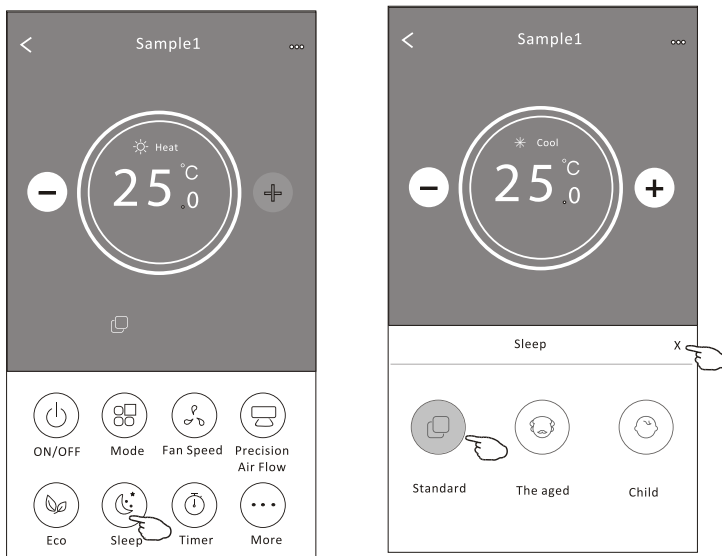 Sample1
Heat
25.0 °C
ON/OFF
Mode
Fan Speed
Precision
Air Flow
Eco
Sleep
Timer
More
Sample1
Cool
25.0 °C
Sleep X
Standard
The aged
Child